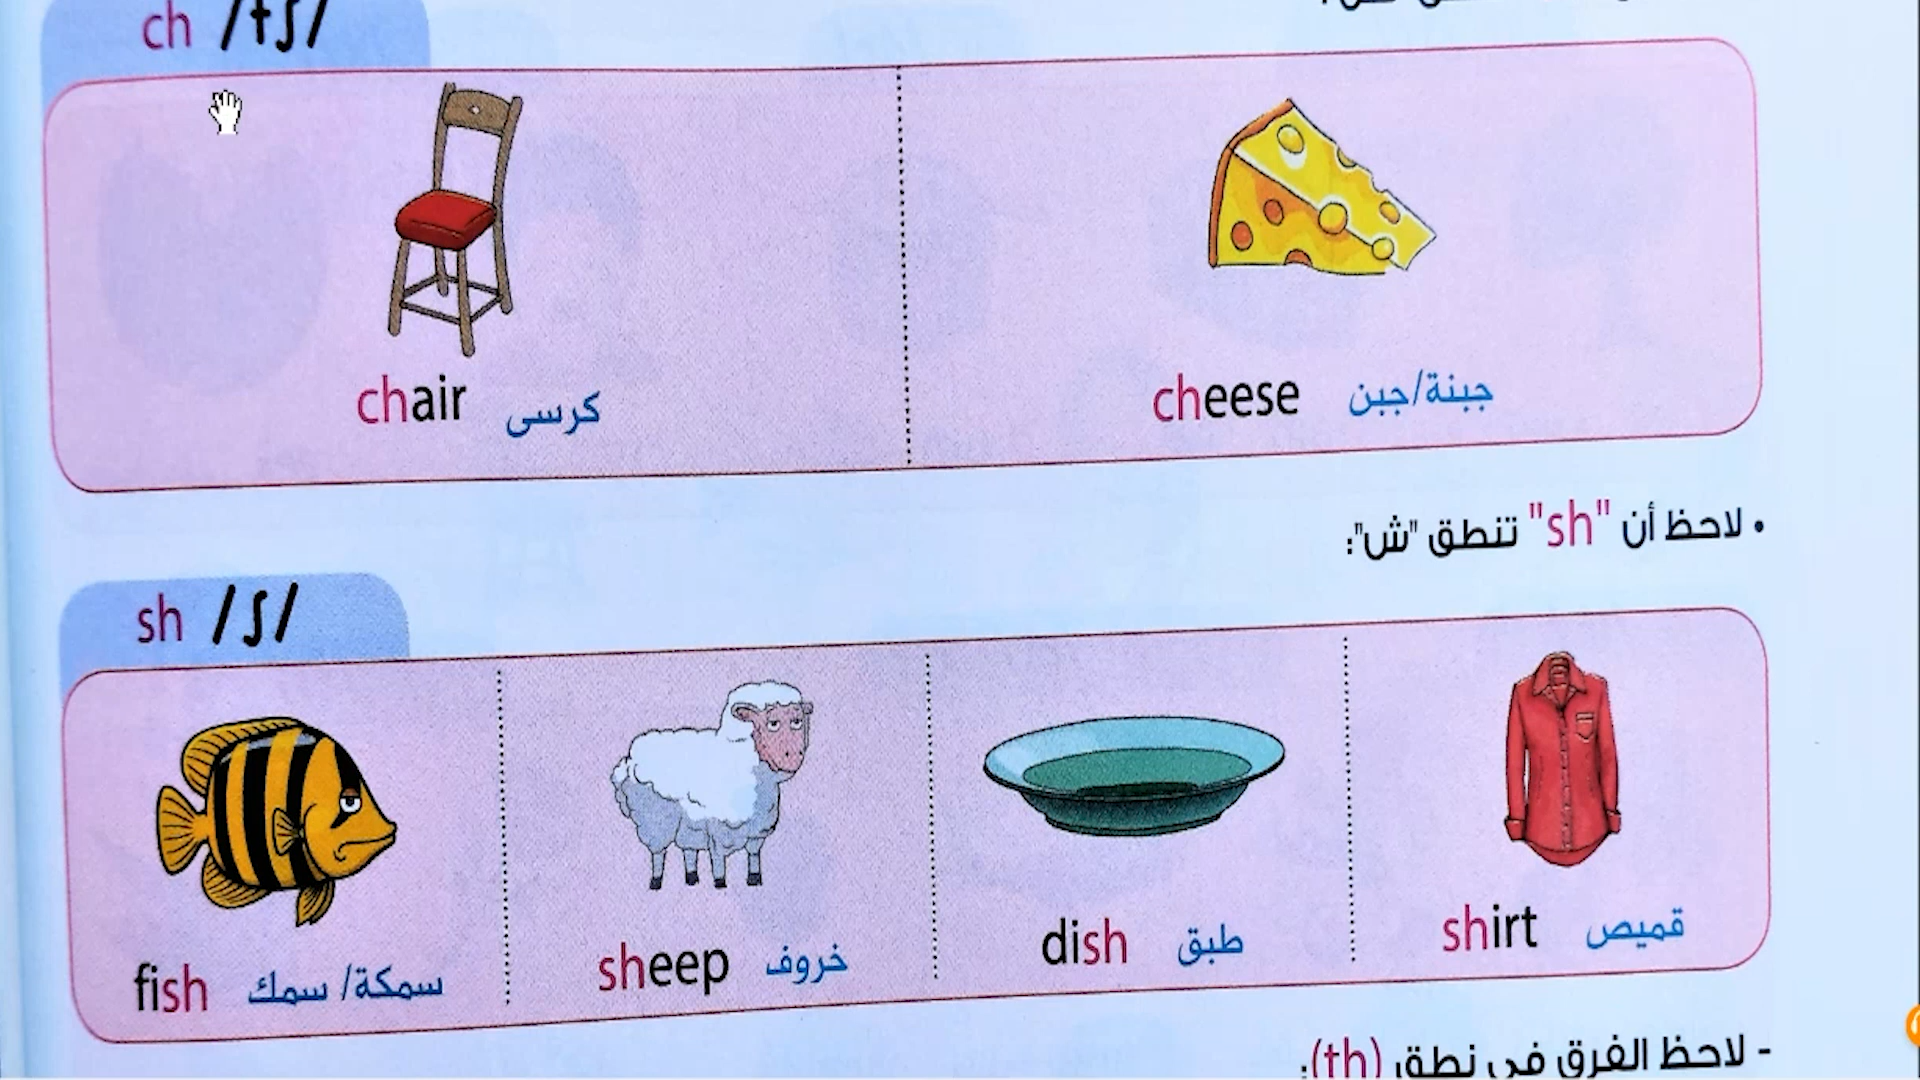 ch /tʃ/
chair كرسى
cheese جبنة/جبن
• لاحظ أن "sh" تنطق "ش":
sh /ʃ/
fish سمكة/ سمك
sheep خروف
dish طبق
shirt قميص
- لاحظ الفرق فى نطق (th):